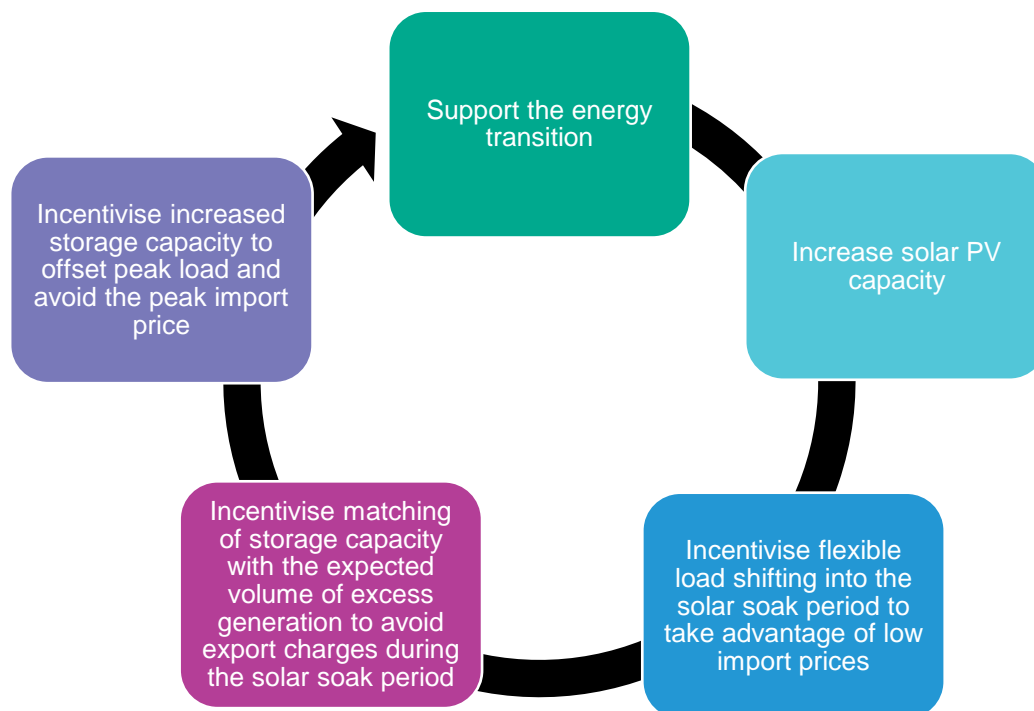 Support the energy
transition
Increase solar PV
capacity
Incentivise flexible
load shifting into the
solar soak period to
take advantage of low
import prices
Incentivise matching
of storage capacity
with the expected
volume of excess
generation to avoid
export charges during
the solar soak period
Incentivise increased
storage capacity to
offset peak load and
avoid the peak import
price